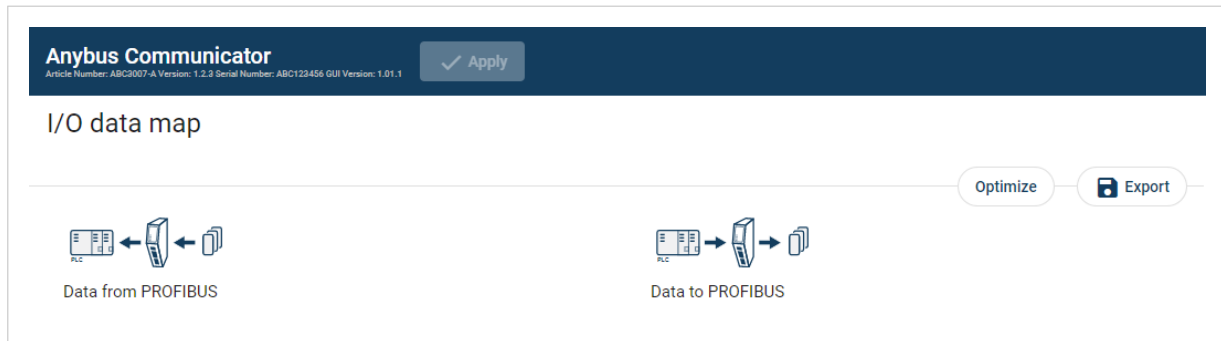 Anybus Communicator
Article Number: ABC3007-A Version: 1.2.3 Serial Number: ABC123456 GUI Version: 1.01.1
Apply
I/O data map
Optimize
Export
PLC
PLC
Data from PROFIBUS
Data to PROFIBUS